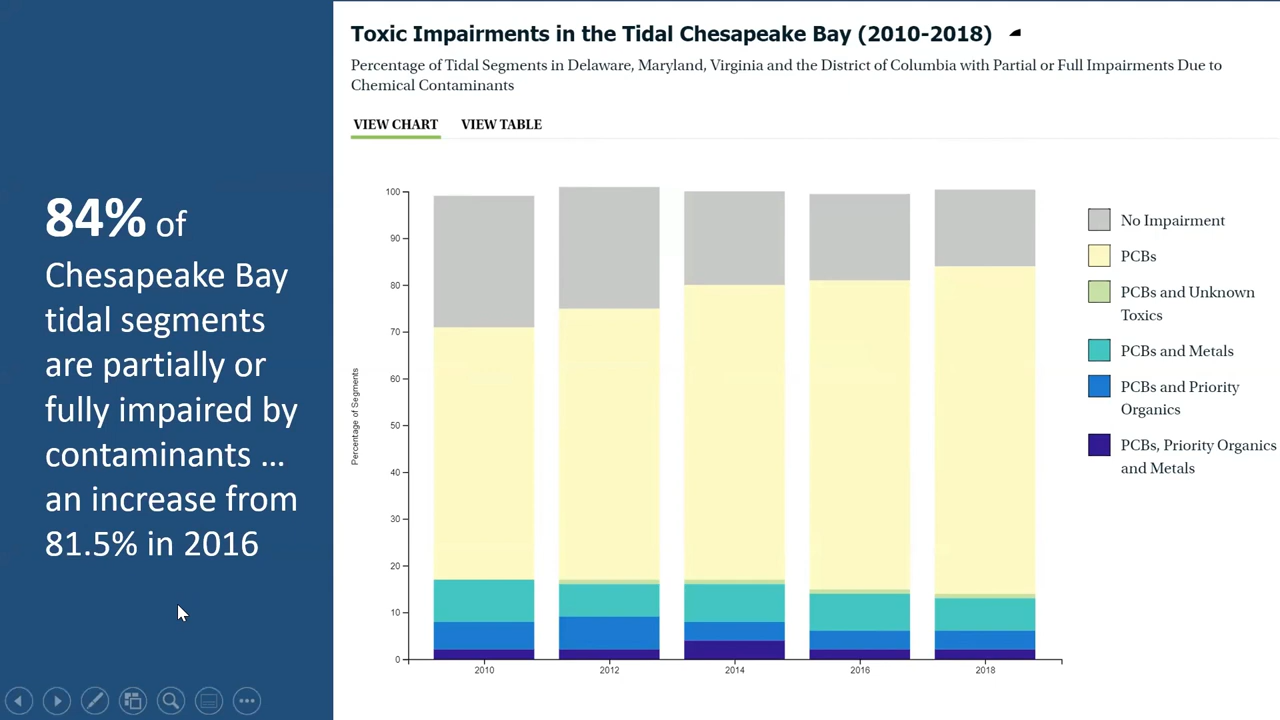 84% of
Chesapeake Bay
tidal segments
are partially or
fully impaired by
contaminants ...
an increase from
81.5% in 2016
Toxic Impairments in the Tidal Chesapeake Bay (2010-2018)
Percentage of Tidal Segments in Delaware, Maryland, Virginia and the District of Columbia with Partial or Full Impairments Due to
Chemical Contaminants
VIEW CHART VIEW TABLE
Percentage of Segments
100
90
80
70
60
50
40
30
20
10
0
2010 2012 2014 2016 2018
No Impairment
PCBs
PCBs and Unknown
Toxics
PCBs and Metals
PCBs and Priority
Organics
PCBs, Priority Organics
and Metals